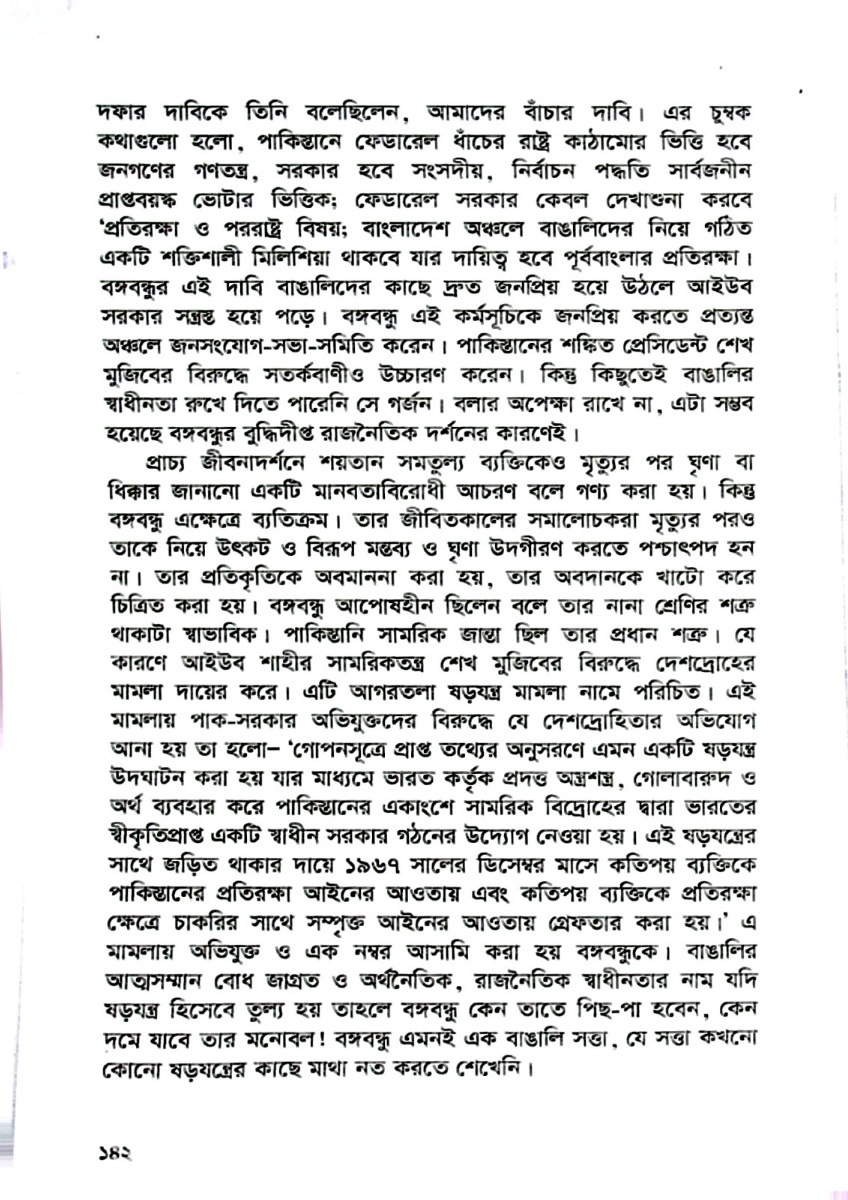 দফার দাবিকে তিনি বলেছিলেন, আমাদের বাঁচার দাবি। এর চুম্বক
কথাগুলো হলো, পাকিস্তানে ফেডারেল ধাঁচের রাষ্ট্র কাঠামোর ভিত্তি হবে
জনগণের গণতন্ত্র, সরকার হবে সংসদীয়, নির্বাচন পদ্ধতি সার্বজনীন
প্রাপ্তবয়স্ক ভোটার ভিত্তিক; ফেডারেল সরকার কেবল দেখাশুনা করবে
‘প্রতিরক্ষা ও পররাষ্ট্র বিষয়; বাংলাদেশ অঞ্চলে বাঙালিদের নিয়ে গঠিত
একটি শক্তিশালী মিলিশিয়া থাকবে যার দায়িত্ব হবে পূর্ববাংলার প্রতিরক্ষা।
বঙ্গবন্ধুর এই দাবি বাঙালিদের কাছে দ্রুত জনপ্রিয় হয়ে উঠলে আইউব
সরকার সন্ত্রস্ত হয়ে পড়ে। বঙ্গবন্ধু এই কর্মসূচিকে জনপ্রিয় করতে প্রত্যন্ত
অঞ্চলে জনসংযোগ-সভা-সমিতি করেন। পাকিস্তানের শঙ্কিত প্রেসিডেন্ট শেখ
মুজিবের বিরুদ্ধে সতর্কবাণীও উচ্চারণ করেন। কিন্তু কিছুতেই বাঙালির
স্বাধীনতা রুখে দিতে পারেনি সে গর্জন। বলার অপেক্ষা রাখে না, এটা সম্ভব
হয়েছে বঙ্গবন্ধুর বুদ্ধিদীপ্ত রাজনৈতিক দর্শনের কারণেই।
প্রাচ্য জীবনাদর্শনে শয়তান সমতুল্য ব্যক্তিকেও মৃত্যুর পর ঘৃণা বা
ধিক্কার জানানো একটি মানবতাবিরোধী আচরণ বলে গণ্য করা হয়। কিন্তু
বঙ্গবন্ধু এক্ষেত্রে ব্যতিক্রম। তার জীবিতকালের সমালোচকরা মৃত্যুর পরও
তাকে নিয়ে উৎকট ও বিরূপ মন্তব্য ও ঘৃণা উদগীরণ করতে পশ্চাৎপদ হন
না। তার প্রতিকৃতিকে অবমাননা করা হয়, তার অবদানকে খাটো করে
চিত্রিত করা হয়। বঙ্গবন্ধু আপোষহীন ছিলেন বলে তার নানা শ্রেণির শত্রু
থাকাটা স্বাভাবিক। পাকিস্তানি সামরিক জান্তা ছিল তার প্রধান শত্রু। যে
কারণে আইউব শাহীর সামরিকতন্ত্র শেখ মুজিবের বিরুদ্ধে দেশদ্রোহের
মামলা দায়ের করে। এটি আগরতলা ষড়যন্ত্র মামলা নামে পরিচিত। এই
মামলায় পাক-সরকার অভিযুক্তদের বিরুদ্ধে যে দেশদ্রোহিতার অভিযোগ
আনা হয় তা হলো– ‘গোপনসূত্রে প্রাপ্ত তথ্যের অনুসরণে এমন একটি ষড়যন্ত্র
উদঘাটন করা হয় যার মাধ্যমে ভারত কর্তৃক প্রদত্ত অস্ত্রশস্ত্র, গোলাবারুদ ও
অর্থ ব্যবহার করে পাকিস্তানের একাংশে সামরিক বিদ্রোহের দ্বারা ভারতের
স্বীকৃতিপ্রাপ্ত একটি স্বাধীন সরকার গঠনের উদ্যোগ নেওয়া হয়। এই ষড়যন্ত্রের
সাথে জড়িত থাকার দায়ে ১৯৬৭ সালের ডিসেম্বর মাসে কতিপয় ব্যক্তিকে
পাকিস্তানের প্রতিরক্ষা আইনের আওতায় এবং কতিপয় ব্যক্তিকে প্রতিরক্ষা
ক্ষেত্রে চাকরির সাথে সম্পৃক্ত আইনের আওতায় গ্রেফতার করা হয়।’ এ
মামলায় অভিযুক্ত ও এক নম্বর আসামি করা হয় বঙ্গবন্ধুকে। বাঙালির
আত্মসম্মান বোধ জাগ্রত ও অর্থনৈতিক, রাজনৈতিক স্বাধীনতার নাম যদি
ষড়যন্ত্র হিসেবে তুল্য হয় তাহলে বঙ্গবন্ধু কেন তাতে পিছ-পা হবেন, কেন
দমে যাবে তার মনোবল! বঙ্গবন্ধু এমনই এক বাঙালি সত্তা, যে সত্তা কখনো
কোনো ষড়যন্ত্রের কাছে মাথা নত করতে শেখেনি।
১৪২